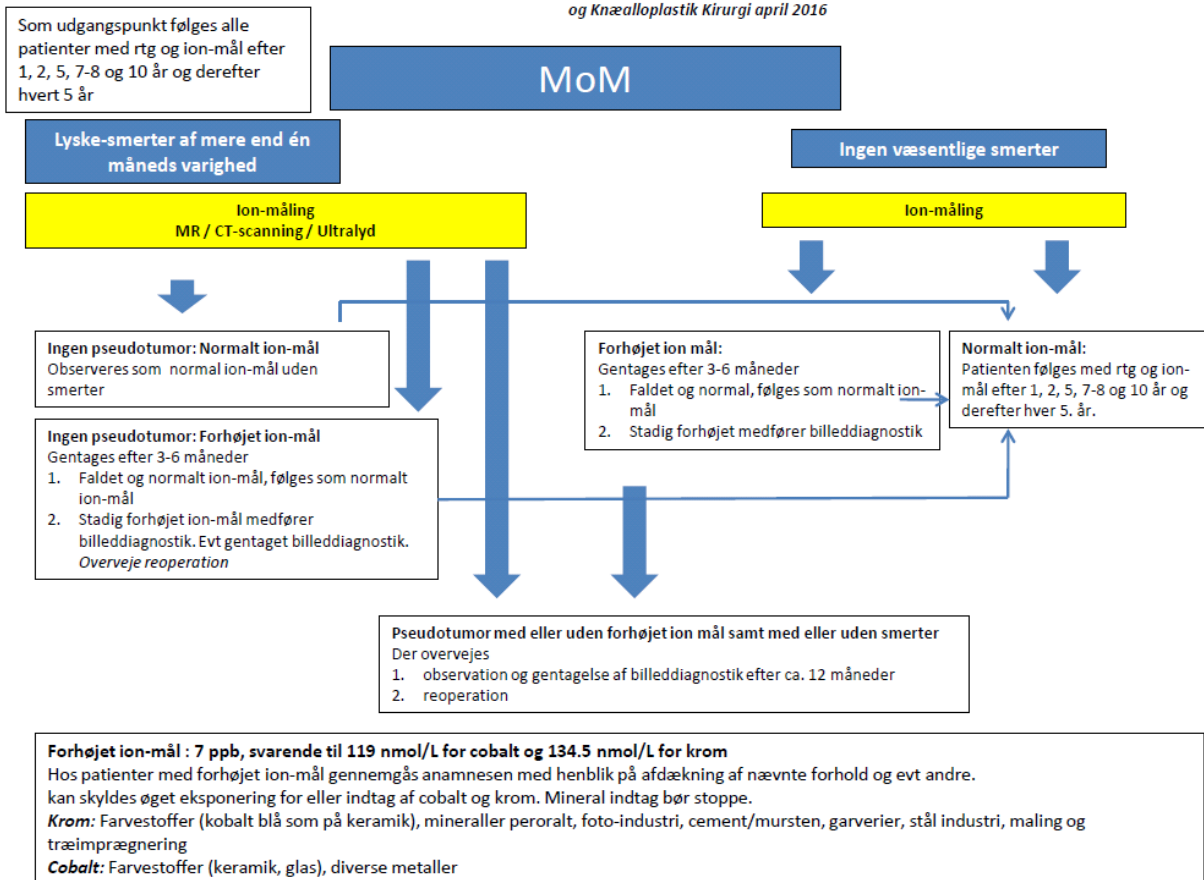 og Knæalloplastik Kirurgi april 2016
Som udgangspunkt følges alle
patienter med rtg og ion-mål efter
1, 2, 5, 7-8 og 10 år og derefter
hvert 5 år
MoM
Lyske-smerter af mere end én
måneds varighed
Ingen væsentlige smerter
Ion-måling
MR / CT-scanning / Ultralyd
Ion-måling
Ingen pseudotumor: Normalt ion-mål
Observeres som normal ion-mål uden
smerter
Forhøjet ion mål:
Gentages efter 3-6 måneder
1. Faldet og normal, følges som normalt ion-
mål
2. Stadig forhøjet medfører billeddiagnostik
Normalt ion-mål:
Patienten følges med rtg og ion-
mål efter 1, 2, 5, 7-8 og 10 år og
derefter hver 5. år.
Ingen pseudotumor: Forhøjet ion-mål
Gentages efter 3-6 måneder
1. Faldet og normalt ion-mål, følges som normalt
ion-mål
2. Stadig forhøjet ion-mål medfører
billeddiagnostik. Evt gentaget billeddiagnostik.
Overveje reoperation
Pseudotumor med eller uden forhøjet ion mål samt med eller uden smerter
Der overvejes
1. observation og gentagelse af billeddiagnostik efter ca. 12 måneder
2. reoperation
Forhøjet ion-mål : 7 ppb, svarende til 119 nmol/L for cobalt og 134.5 nmol/L for krom
Hos patienter med forhøjet ion-mål gennemgås anamnesen med henblik på afdækning af nævnte forhold og evt andre.
kan skyldes øget eksponering for eller indtag af cobalt og krom. Mineral indtag bør stoppe.
Krom: Farvestoffer (kobalt blå som på keramik), mineraller peroralt, foto-industri, cement/mursten, garverier, stål industri, maling og
træimprægnering
Cobalt: Farvestoffer (keramik, glas), diverse metaller